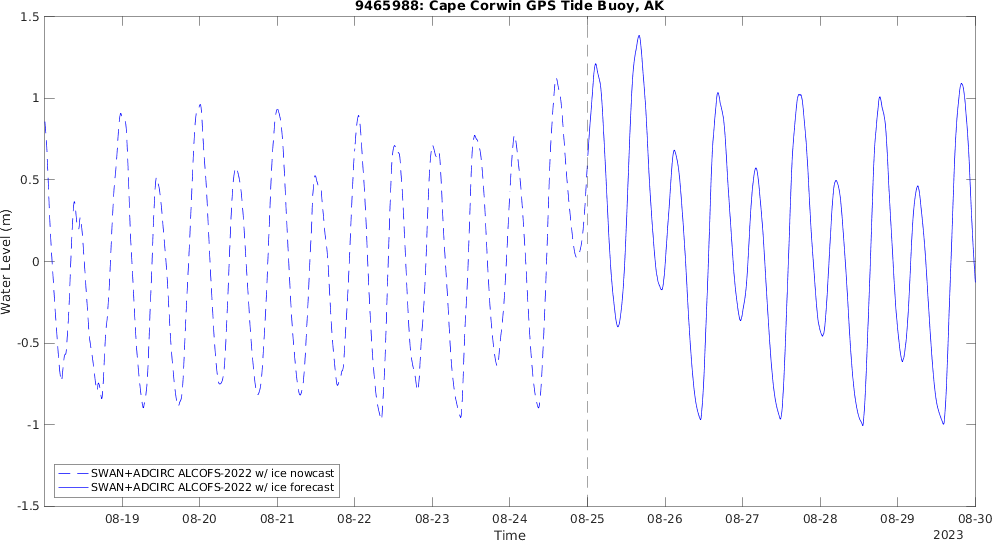 9465988: Cape Corwin GPS Tide Buoy, AK
1.5
1
0.5
0
-0.5
-1
-1.5
Water Level (m)
SWAN+ADCIRC ALCOFS-2022 w/ ice nowcast
SWAN+ADCIRC ALCOFS-2022 w/ ice forecast
08-19 08-20 08-21 08-22 08-23 08-24 08-25 08-26 08-27 08-28 08-29 08-30
Time
2023